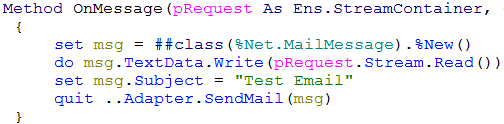 Method OnMessage(pRequest As Ens.StreamContainer,
{
set msg = ##class(%Net.MailMessage).%New()
do msg.TextData.Write(pRequest.Stream.Read())
set msg.Subject = "Test Email"
quit ..Adapter.SendMail(msg)
}